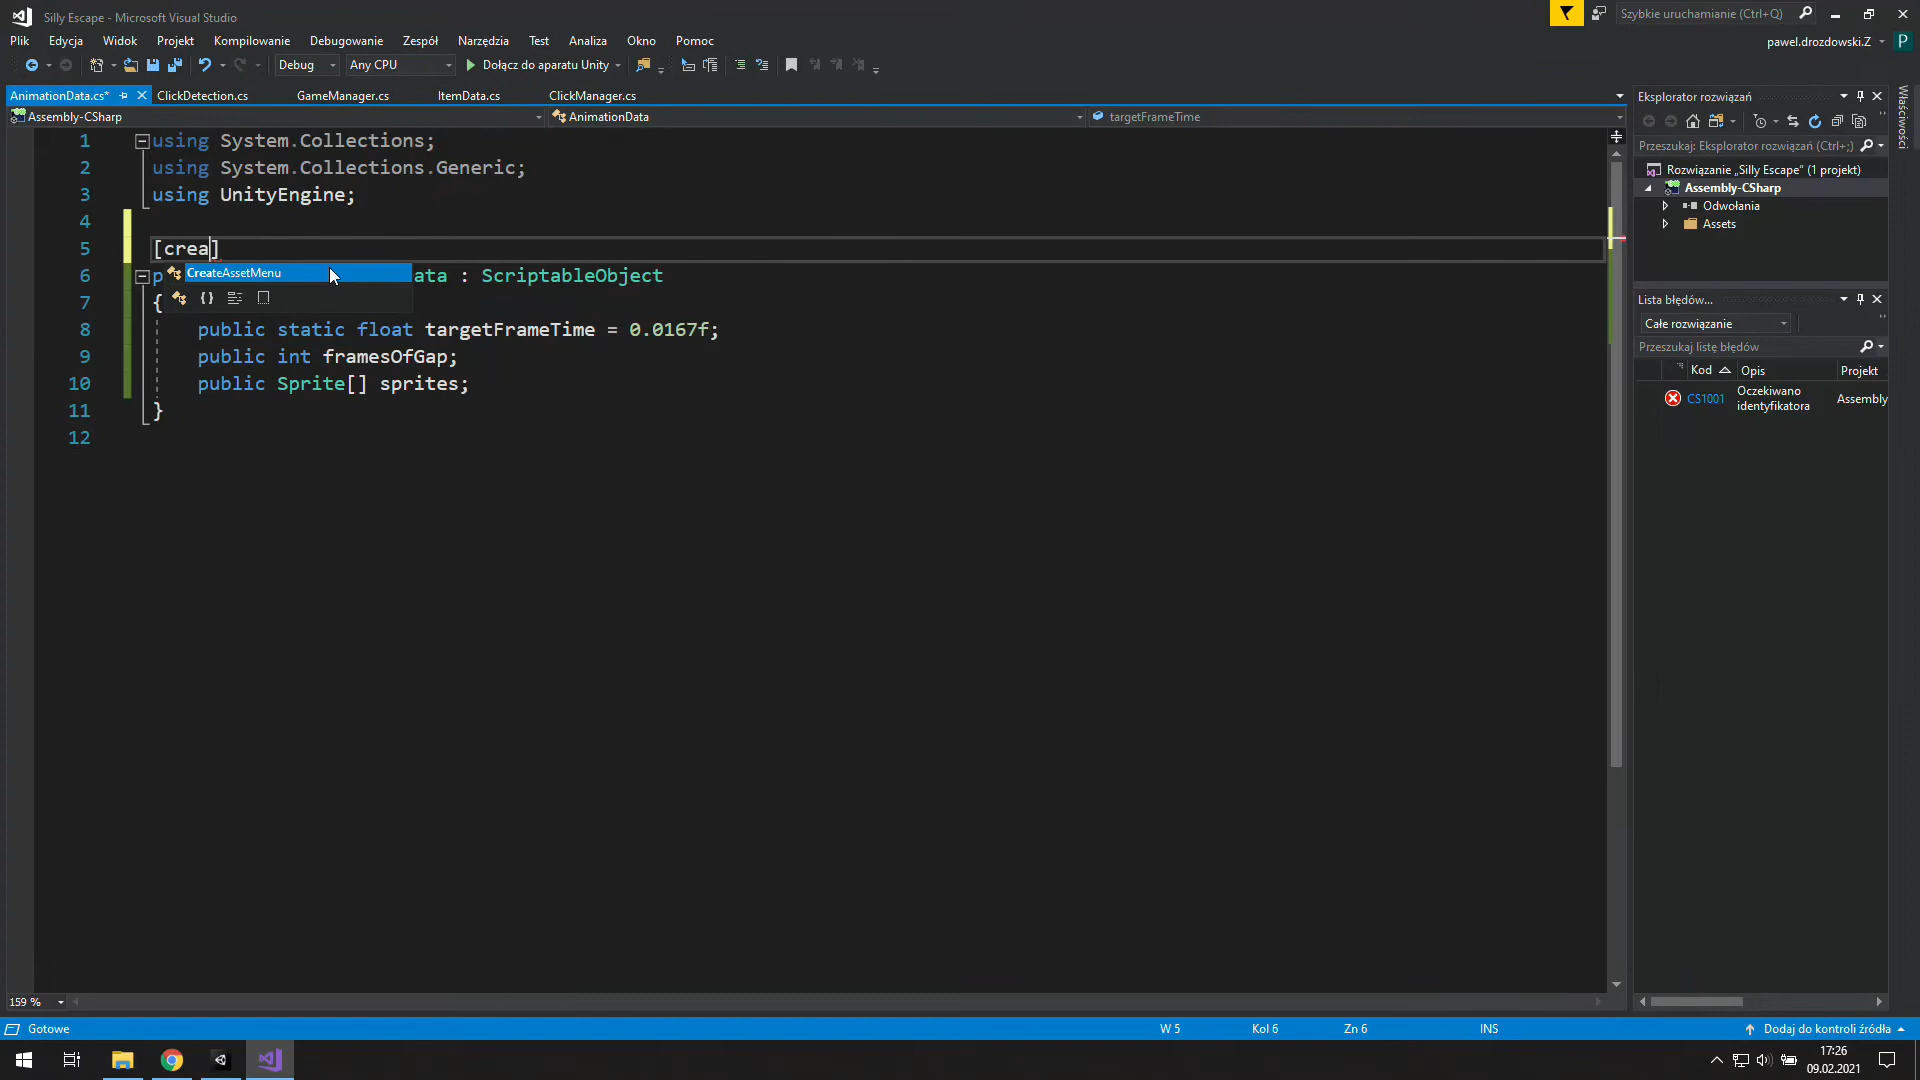 Silly Escape - Microsoft Visual Studio
Szybkie uruchamianie (Ctrl+Q)
Plik Edycja Widok Projekt Kompilowanie Debugowanie Zespół Narzędzia Test Analiza Okno Pomoc
pawel.drozdowski.Z P
Debug Any CPU Dołącz do aparatu Unity
AnimationData.cs* ClickDetection.cs GameManager.cs ItemData.cs ClickManager.cs
Assembly-CSharp AnimationData targetFrameTime
1 using System.Collections;
2 using System.Collections.Generic;
3 using UnityEngine;
4
5 [crea]
CreateAssetMenu
6 p ata : ScriptableObject
7 {
8 public static float targetFrameTime = 0.0167f;
9 public int framesOfGap;
10 public Sprite[] sprites;
11 }
12
Eksplorator rozwiązań
Przeszukaj: Eksplorator rozwiązań (Ctrl+;)
Rozwiązanie „Silly Escape” (1 projekt)
Assembly-CSharp
Odwołania
Assets
Właściwości
Lista błędów...
Całe rozwiązanie
Przeszukaj listę błędów
Kod Opis Projekt
CS1001 Oczekiwano identyfikatora Assembly
159 %
Gotowe W 5 Kol 6 Zn 6 INS Dodaj do kontroli źródła
17:26
09.02.2021